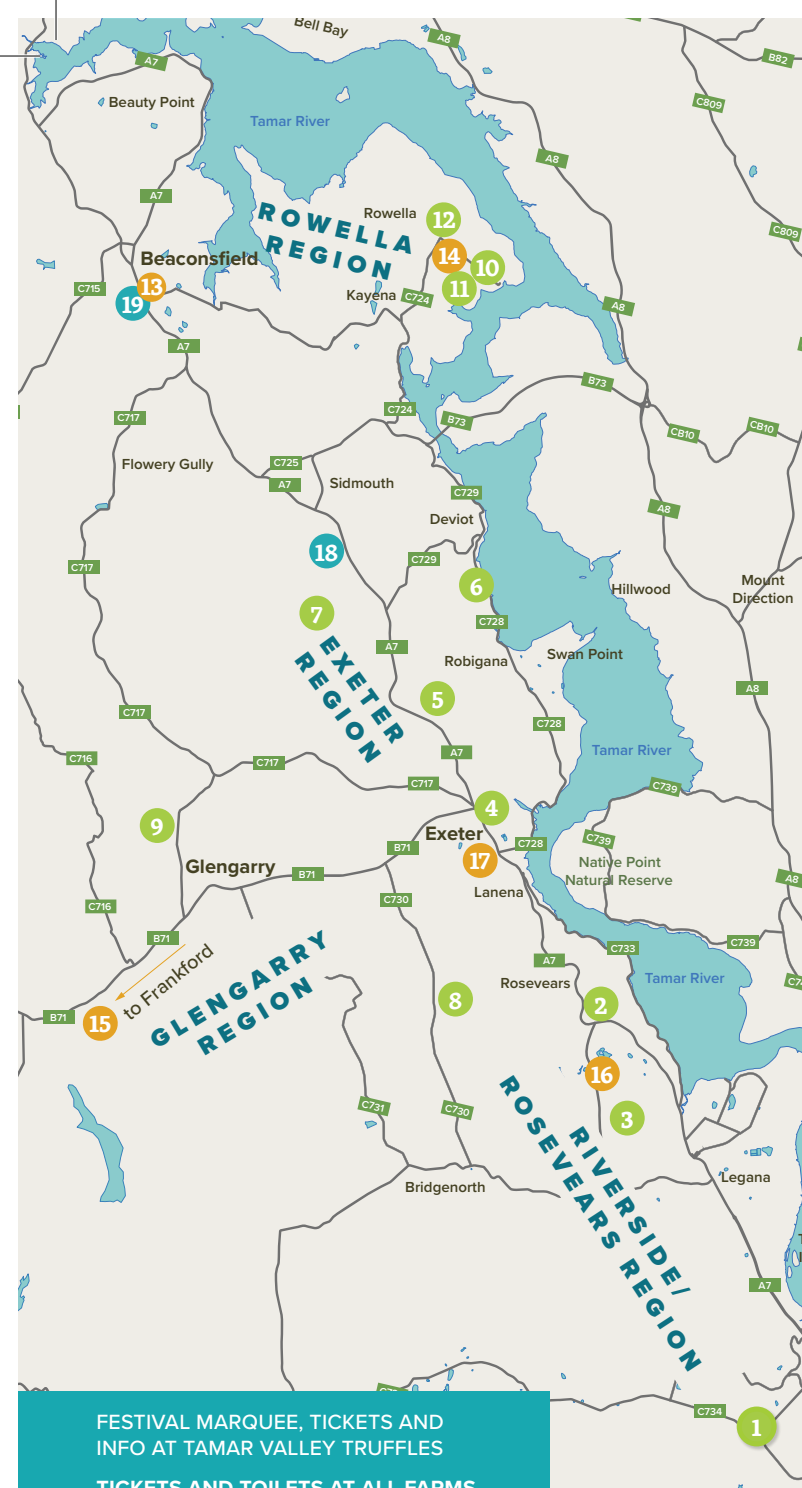 Bell Bay
A8
B82
A7
Beauty Point
C809
Tamar River
A8
A7
Rowella
12
C809
ROWELLA
REGION
14
Beaconsfield
10
C715
13
19
Kayena
C724
11
A8
A7
B73
C724
C717
B73
CB10
CB10
Flowery Gully
C725
A7
Sidmouth
C729
A8
Deviot
18
C729
C717
6
Hillwood
Mount
Direction
7
C728
EXETER
REGION
A7
Robigana
Swan Point
A8
5
C717
C728
C716
C717
A7
Tamar River
C717
C739
4
9
Exeter
C739
B71
17
C728
Glengarry
B71
Native Point
Natural Reserve
A8
Lanena
C730
C716
B71
C733
C739
to Frankford
GLENGARRY
REGION
A7
Rosevears
Tamar River
8
2
B71
15
16
C731
C730
3
RIVERSIDE/
ROSEVEARS REGION
Bridgenorth
Legana
A7
C734
1
FESTIVAL MARQUEE, TICKETS AND
INFO AT TAMAR VALLEY TRUFFLES
TICKETS AND TOILETS AT ALL FARMS